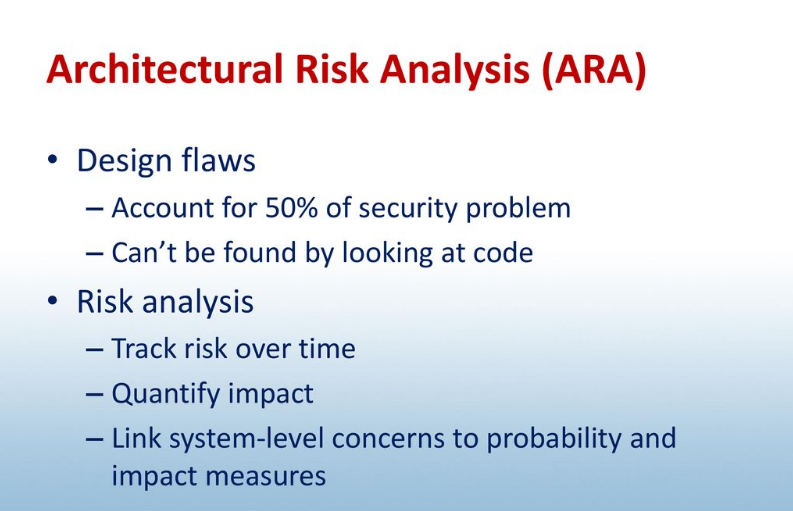 Architectural Risk Analysis (ARA)
• Design flaws
– Account for 50% of security problem
– Can’t be found by looking at code
• Risk analysis
– Track risk over time
– Quantify impact
– Link system-level concerns to probability and
impact measures